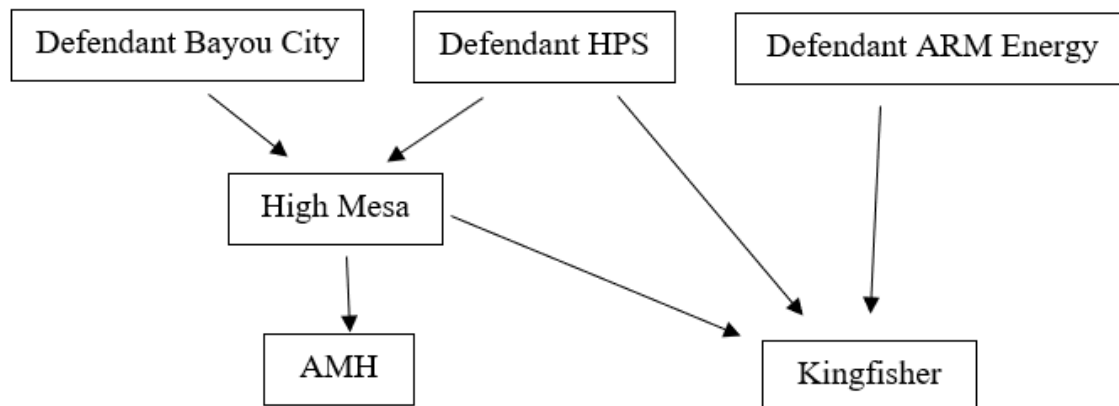 Defendant Bayou City
Defendant HPS
Defendant ARM Energy
High Mesa
AMH
Kingfisher